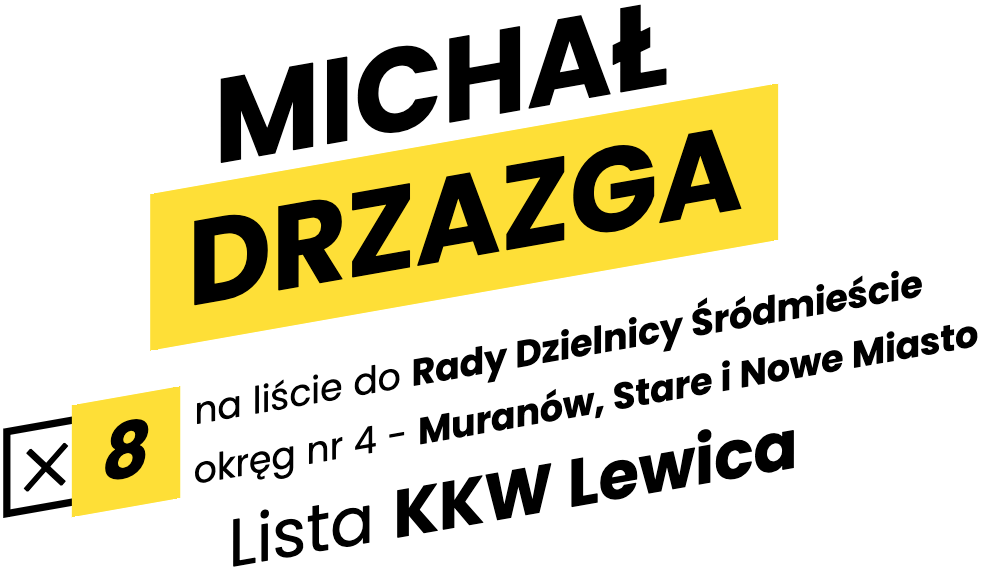 MICHAŁ
DRZAZGA
8
na liście do Rady Dzielnicy Śródmieście
okręg nr 4 - Muranów, Stare i Nowe Miasto
Lista KKW Lewica